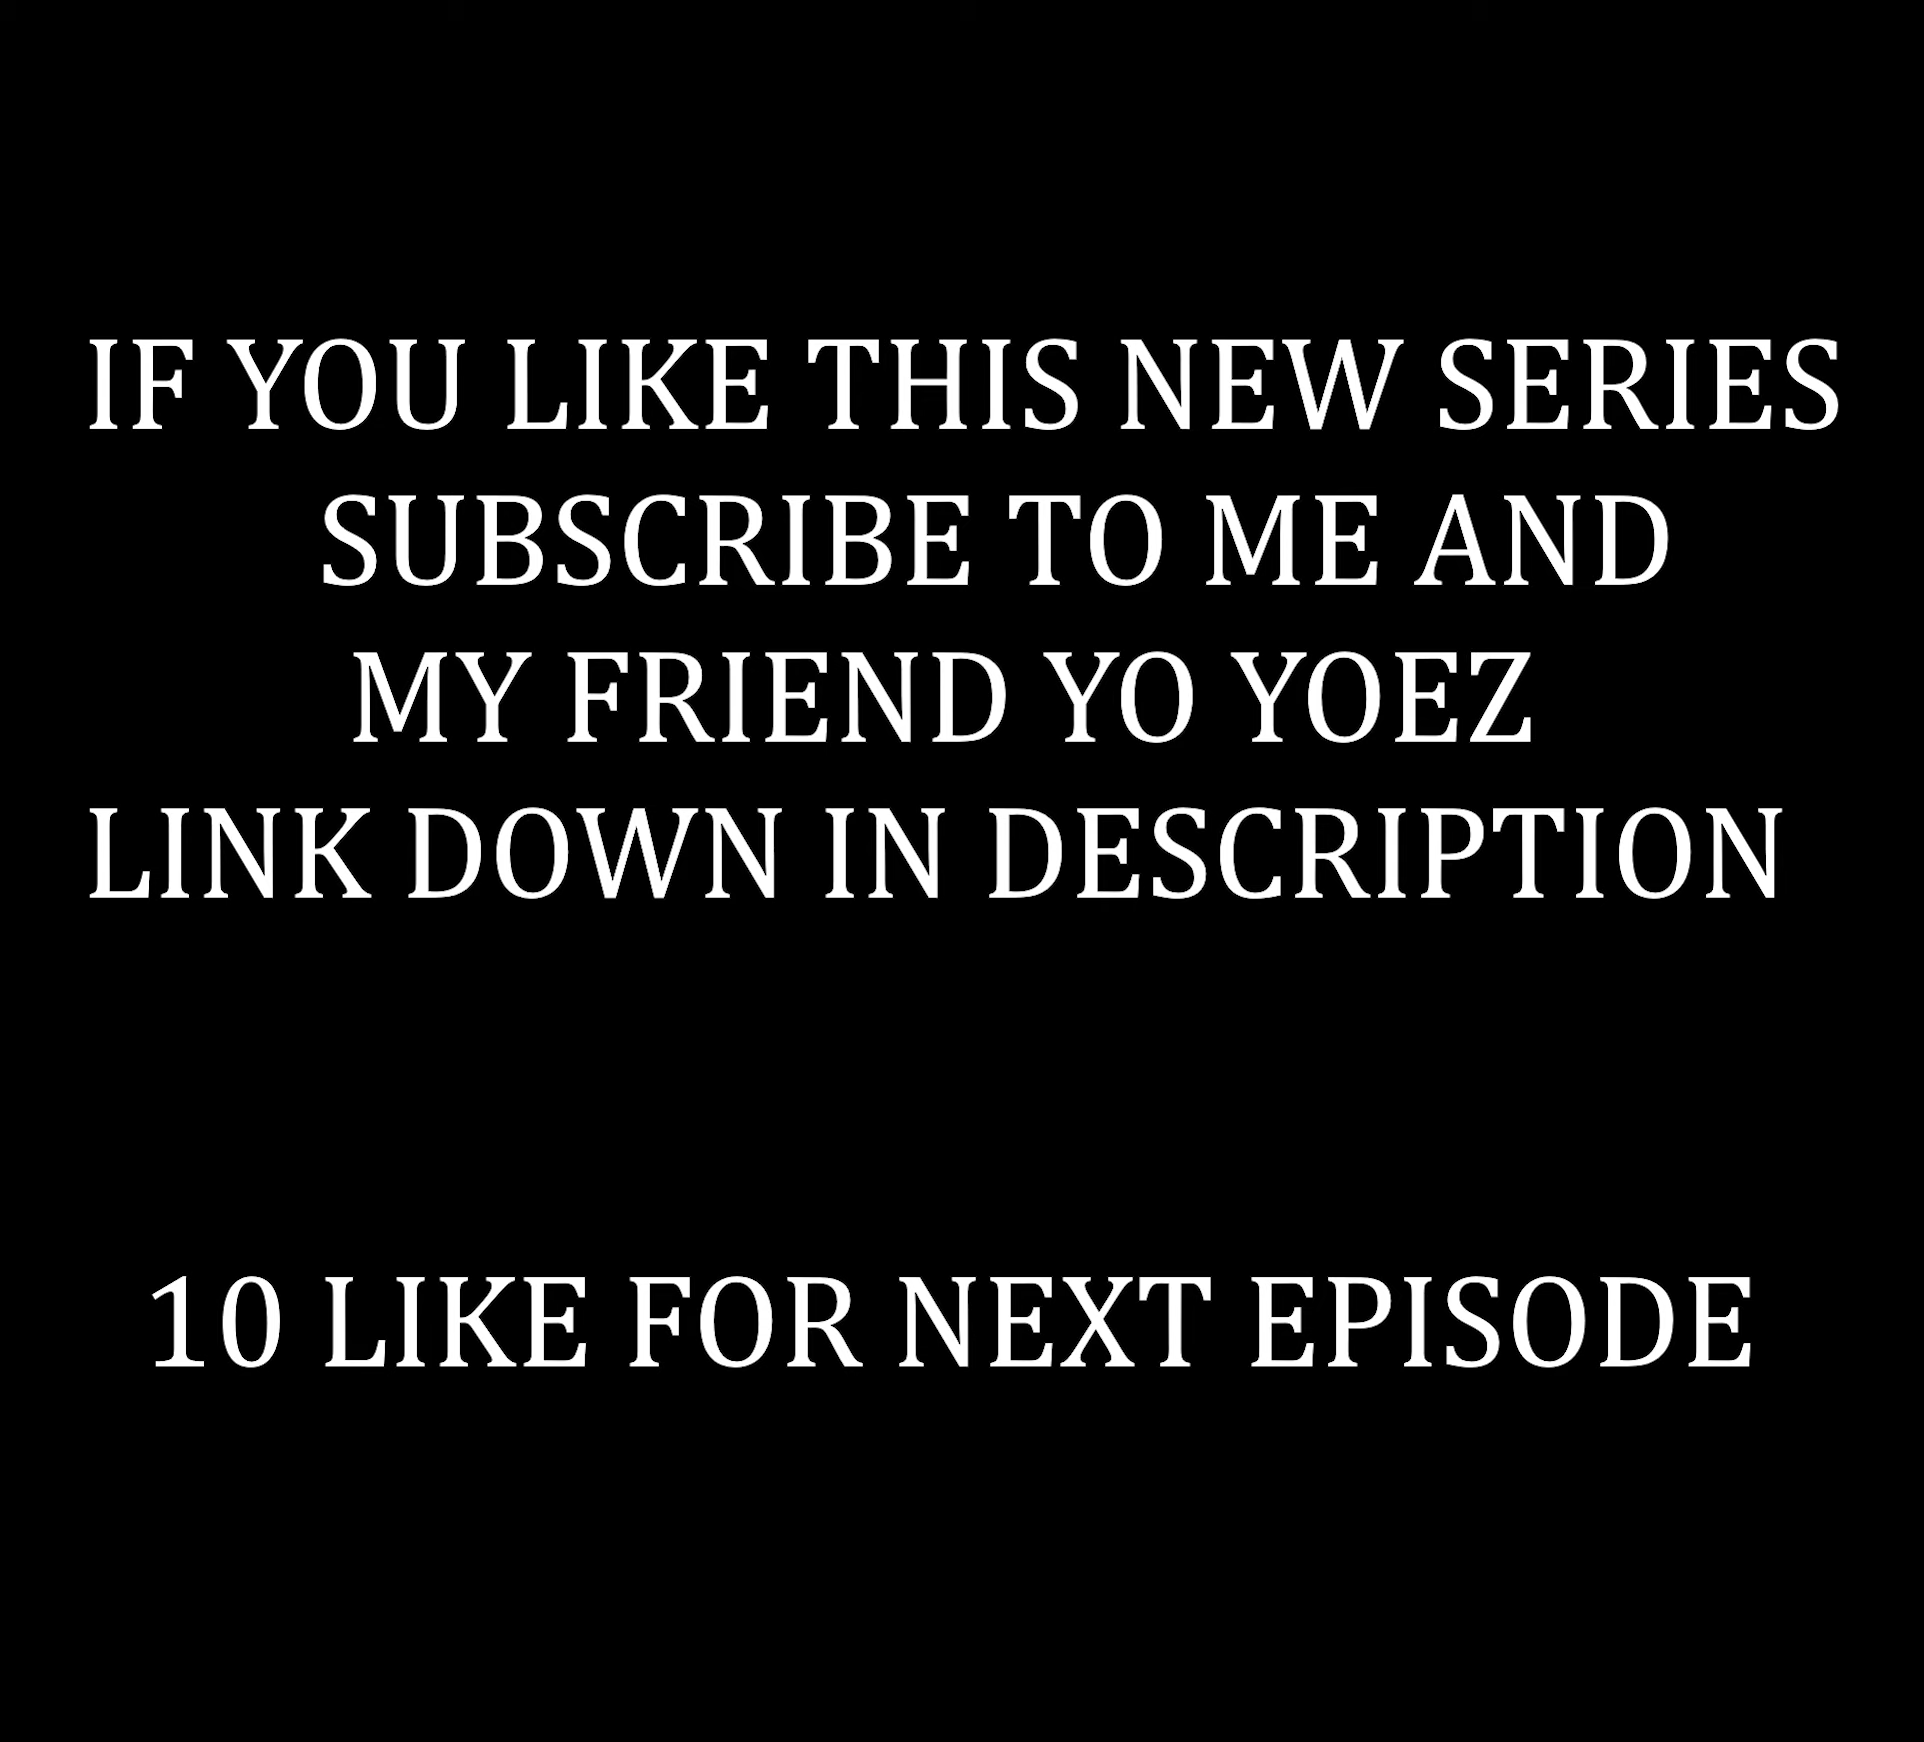 IF YOU LIKE THIS NEW SERIES
SUBSCRIBE TO ME AND
MY FRIEND YO YOEZ
LINK DOWN IN DESCRIPTION
10 LIKE FOR NEXT EPISODE